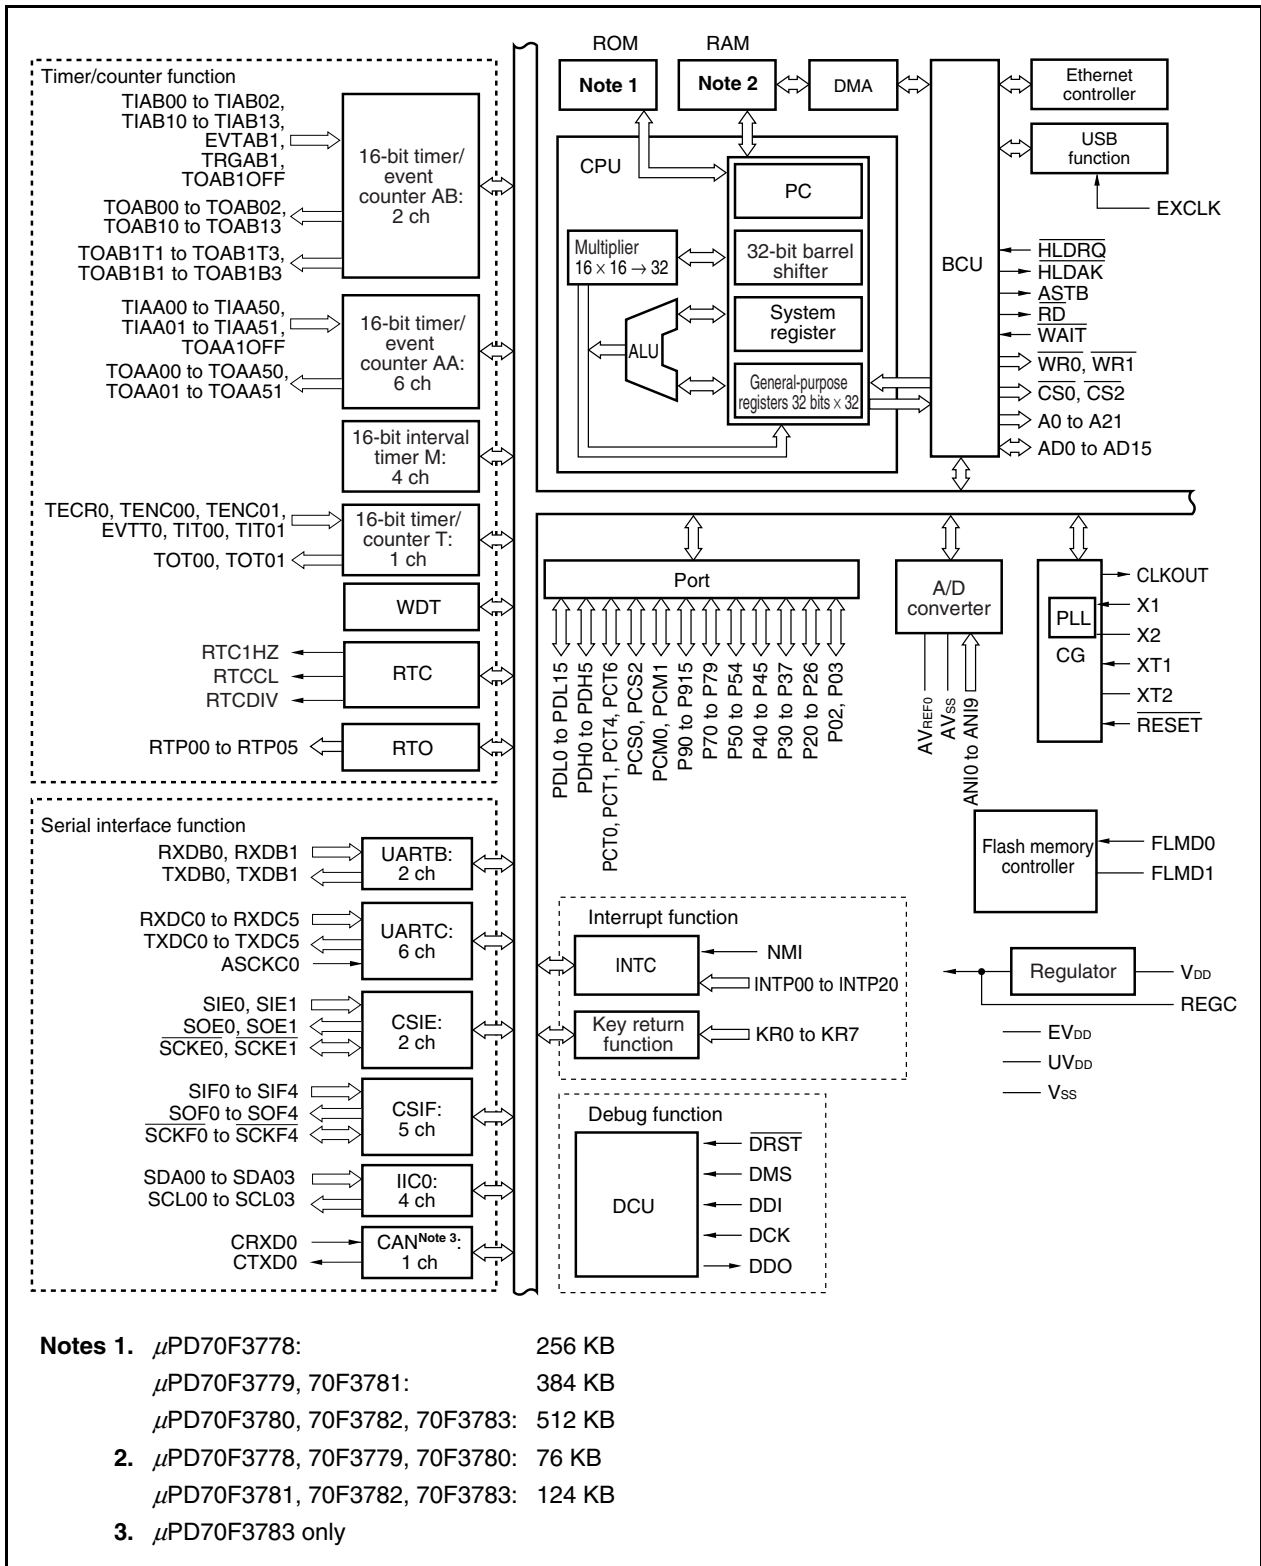 Timer/counter function
TIAB00 to TIAB02,
TIAB10 to TIAB13,
EVTAB1,
TRGAB1,
TOAB1OFF
TOAB00 to TOAB02,
TOAB10 to TOAB13
TOAB1T1 to TOAB1T3,
TOAB1B1 to TOAB1B3
16-bit timer/
event
counter AB:
2 ch
TIAA00 to TIAA50,
TIAA01 to TIAA51,
TOAA1OFF
TOAA00 to TOAA50,
TOAA01 to TOAA51
16-bit timer/
event
counter AA:
6 ch
16-bit interval
timer M:
4 ch
TECR0, TENC00, TENC01,
EVTT0, TIT00, TIT01
TOT00, TOT01
16-bit timer/
counter T:
1 ch
WDT
RTC1HZ
RTCCL
RTCDIV
RTC
RTP00 to RTP05
RTO
Serial interface function
RXDB0, RXDB1
TXDB0, TXDB1
UARTB:
2 ch
RXDC0 to RXDC5
TXDC0 to TXDC5
ASCKC0
UARTC:
6 ch
SIE0, SIE1
SOE0, SOE1
SCKE0, SCKE1
CSIE:
2 ch
SIF0 to SIF4
SOF0 to SOF4
SCKF0 to SCKF4
CSIF:
5 ch
SDA00 to SDA03
SCL00 to SCL03
IIC0:
4 ch
CRXD0
CTXD0
CAN Note 3:
1 ch
ROM
Note 1
RAM
Note 2
DMA
CPU
PC
Multiplier
16 × 16 → 32
32-bit barrel
shifter
System
register
ALU
General-purpose
registers 32 bits × 32
BCU
Ethernet
controller
USB
function
EXCLK
HLDRQ
HLDAK
ASTB
RD
WAIT
WR0, WR1
CS0, CS2
A0 to A21
AD0 to AD15
Port
PDL0 to PDL15
PDH0 to PDH5
PCT0, PCT1, PCT4, PCT6
PCS0, PCS2
PCM0, PCM1
P90 to P915
P70 to P79
P50 to P54
P40 to P45
P30 to P37
P20 to P26
P02, P03
A/D
converter
AVREF0
AVSS
ANI0 to ANI9
PLL
CG
CLKOUT
X1
X2
XT1
XT2
RESET
Flash memory
controller
FLMD0
FLMD1
Interrupt function
INTC
NMI
INTP00 to INTP20
Key return
function
KR0 to KR7
Regulator
VDD
REGC
EVDD
UVDD
VSS
Debug function
DCU
DRST
DMS
DDI
DCK
DDO
Notes 1. μPD70F3778: 256 KB
μPD70F3779, 70F3781: 384 KB
μPD70F3780, 70F3782, 70F3783: 512 KB
2. μPD70F3778, 70F3779, 70F3780: 76 KB
μPD70F3781, 70F3782, 70F3783: 124 KB
3. μPD70F3783 only